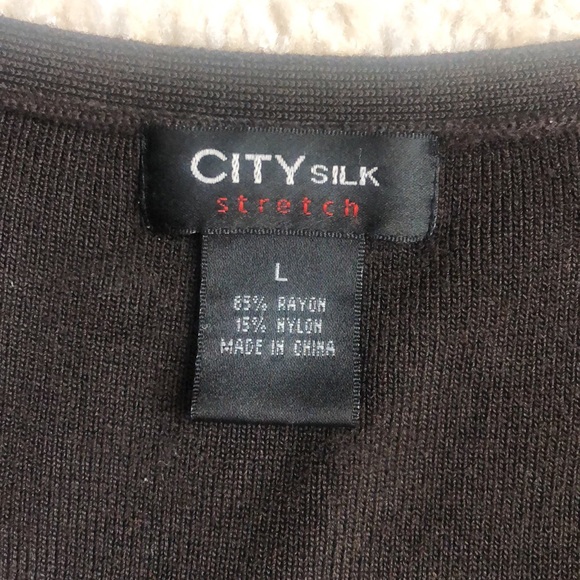 CITY SILK
stretch
L
85% RAYON
15% NYLON
MADE IN CHINA